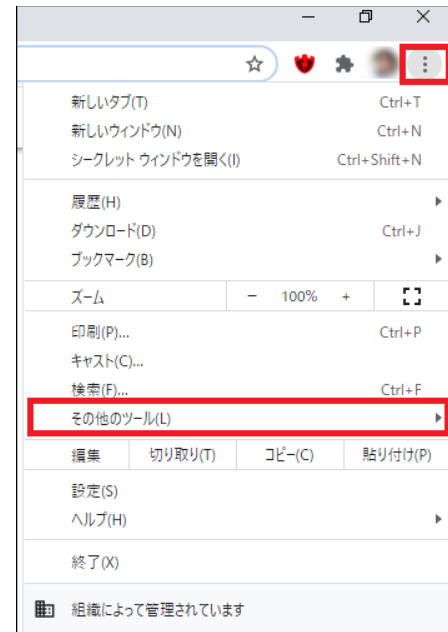 新しいタブ(T) Ctrl+T
新しいウィンドウ(N) Ctrl+N
シークレット ウィンドウを開く(I) Ctrl+Shift+N
履歴(H)
ダウンロード(D) Ctrl+J
ブックマーク(B)
ズーム － 100% +
印刷(P)... Ctrl+P
キャスト(C)...
検索(F)... Ctrl+F
その他のツール(L)
編集 切り取り(T) コピー(C) 貼り付け(P)
設定(S)
ヘルプ(H)
終了(X)
組織によって管理されています